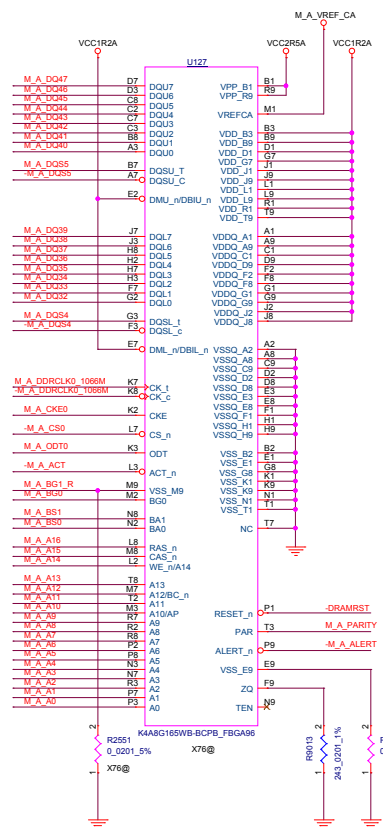 M_A_VREF_CA
VCC1R2A VCC2R5A VCC1R2A
U127
M_A_DQ47 D7 DQU7 VPP_B1 B1
M_A_DQ46 D3 DQU6 VPP_R9 R9
M_A_DQ45 C8 DQU5
M_A_DQ44 C2 DQU4 VREFCA M1
M_A_DQ43 C7 DQU3
M_A_DQ42 C3 DQU2 VDD_B3 B3
M_A_DQ41 B8 DQU1 VDD_B9 B9
M_A_DQ40 A3 DQU0 VDD_D1 D1
VDD_G7 G7
M_A_DQS5 B7 DQSU_T VDD_J1 J1
-M_A_DQS5 A7 DQSU_C VDD_J9 J9
VDD_L1 L1
E2 DMU_n/DBIU_n VDD_L9 L9
VDD_R1 R1
VDD_T9 T9
M_A_DQ39 J7 DQL7 VDDQ_A1 A1
M_A_DQ38 J3 DQL6 VDDQ_A9 A9
M_A_DQ37 H8 DQL5 VDDQ_C1 C1
M_A_DQ36 H2 DQL4 VDDQ_D9 D9
M_A_DQ35 H7 DQL3 VDDQ_F2 F2
M_A_DQ34 H3 DQL2 VDDQ_F8 F8
M_A_DQ33 F7 DQL1 VDDQ_G1 G1
M_A_DQ32 G2 DQL0 VDDQ_G9 G9
VDDQ_J2 J2
M_A_DQS4 G3 DQSL_t VDDQ_J8 J8
-M_A_DQS4 F3 DQSL_c
E7 DML_n/DBIL_n VSSQ_A2 A2
VSSQ_A8 A8
VSSQ_C9 C9
VSSQ_D2 D2
M_A_DDRCLK0_1066M K7 CK_t VSSQ_D8 D8
-M_A_DDRCLK0_1066M K8 CK_c VSSQ_E3 E3
VSSQ_E8 E8
M_A_CKE0 K2 CKE VSSQ_F1 F1
VSSQ_H1 H1
-M_A_CS0 L7 CS_n VSSQ_H9 H9
M_A_ODT0 K3 ODT VSS_B2 B2
VSS_E1 E1
-M_A_ACT L3 ACT_n VSS_G8 G8
VSS_K1 K1
M_A_BG1_R M9 VSS_M9 VSS_K9 K9
M_A_BG0 M2 BG0 VSS_N1 N1
VSS_T1 T1
M_A_BS1 N8 BA1
M_A_BS0 N2 BA0 NC T7
M_A_A16 L8 RAS_n
M_A_A15 M8 CAS_n
M_A_A14 L2 WE_n/A14
M_A_A13 T8 A13
M_A_A12 M7 A12/BC_n
M_A_A11 T2 A11
M_A_A10 M3 A10/AP RESET_n P1 -DRAMRST
M_A_A9 R7 A9
M_A_A8 R2 A8 PAR T3 M_A_PARITY
M_A_A7 R8 A7
M_A_A6 P2 A6 ALERT_n P9 -M_A_ALERT
M_A_A5 P8 A5
M_A_A4 N3 A4 VSS_E9 E9
M_A_A3 N7 A3
M_A_A2 R3 A2 ZQ F9
M_A_A1 P7 A1
M_A_A0 P3 A0 TEN N9
K4A8G165WB-BCPB_FBGA96
X76@
2 2 2
R2551
0_0201_5%
X76@
R9013
243_0201_1%
R
0
1 1 1